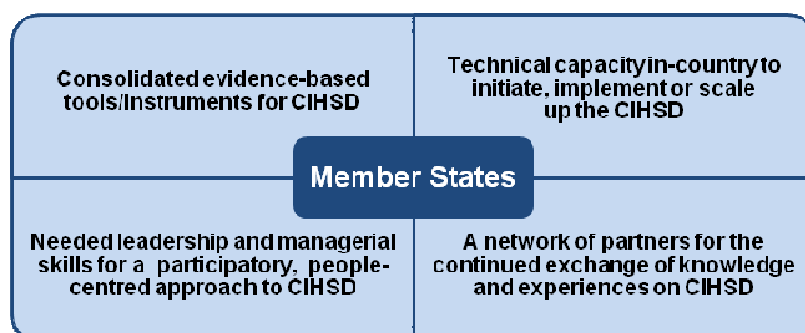 Consolidated evidence-based
tools/Instruments for CIHSD
Technical capacityin-country to
initiate, implement or scale
up the CIHSD
Member States
Needed leadership and managerial
skills for a participatory, people-
centred approach to CIHSD
A network of partners for the
continued exchange of knowledge
and experiences on CIHSD